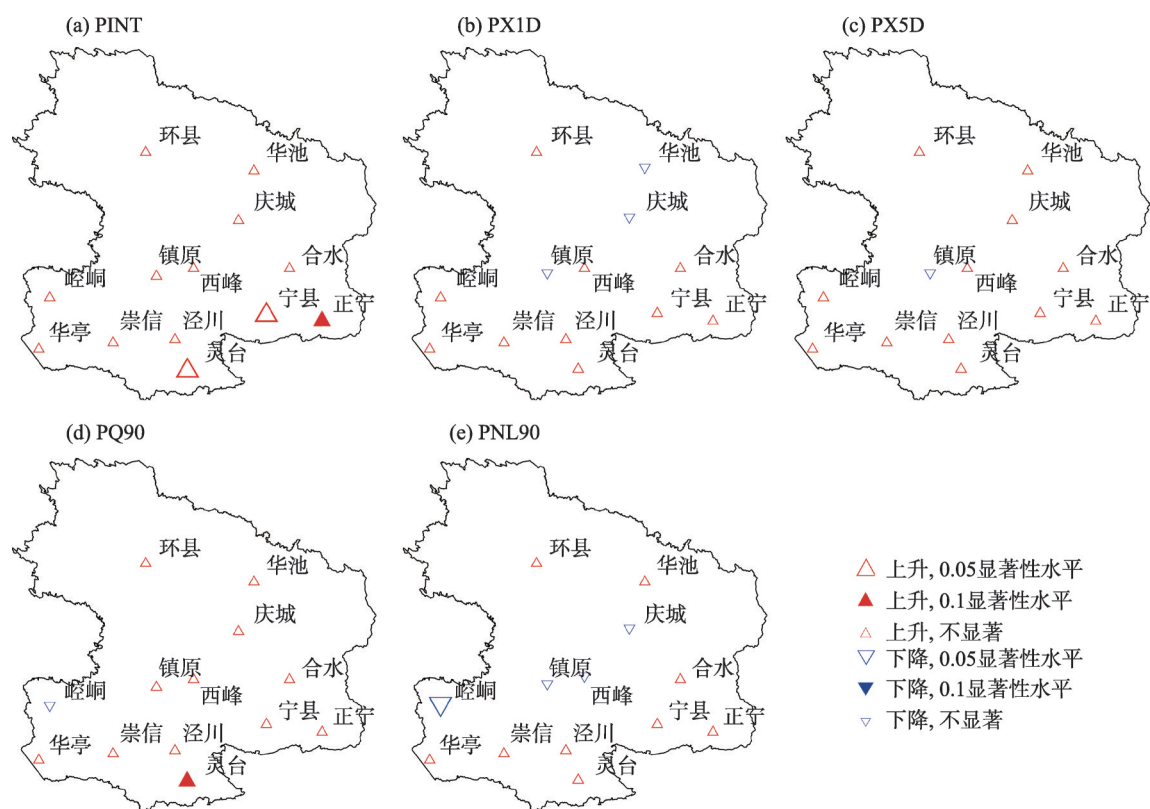 (a) PINT
(b) PX1D
(c) PX5D
环县
华池
庆城
镇原
西峰
合水
崆峒
宁县
正宁
华亭
崇信
泾川
灵台
环县
华池
庆城
镇原
西峰
合水
崆峒
宁县
正宁
华亭
崇信
泾川
灵台
环县
华池
庆城
镇原
西峰
合水
崆峒
宁县
正宁
华亭
崇信
泾川
灵台
(d) PQ90
(e) PNL90
环县
华池
庆城
镇原
西峰
合水
崆峒
宁县
正宁
华亭
崇信
泾川
灵台
环县
华池
庆城
镇原
西峰
合水
崆峒
宁县
正宁
华亭
崇信
泾川
灵台
上升, 0.05显著性水平
上升, 0.1显著性水平
上升, 不显著
下降, 0.05显著性水平
下降, 0.1显著性水平
下降, 不显著